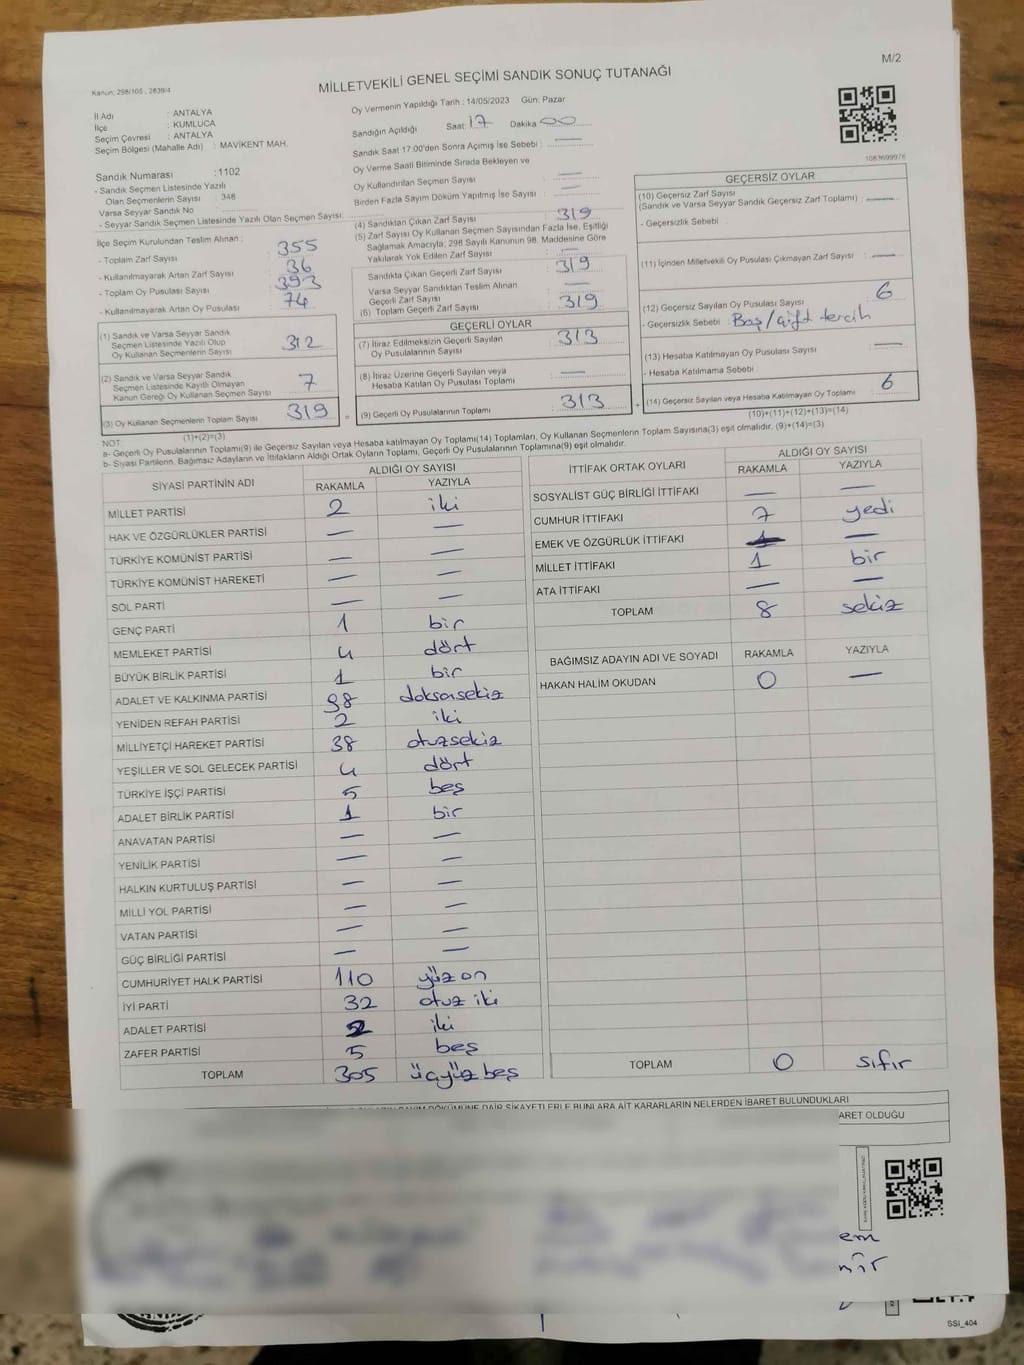 M/2
Kanun; 298/105 , 2839/4
MİLLETVEKİLİ GENEL SEÇİMİ SANDIK SONUÇ TUTANAĞI
İl Adı : ANTALYA
İlçe : KUMLUCA
Seçim Çevresi : ANTALYA
Seçim Bölgesi (Mahalle Adı) : MAVİKENT MAH.
Sandık Numarası : 1102
- Sandık Seçmen Listesinde Yazılı
Olan Seçmenlerin Sayısı : 348
Varsa Seyyar Sandık No :
- Seyyar Sandık Seçmen Listesinde Yazılı Olan Seçmen Sayısı:
İlçe Seçim Kurulundan Teslim Alınan :
- Toplam Zarf Sayısı : 355
- Kullanılmayarak Artan Zarf Sayısı : 36
- Toplam Oy Pusulası Sayısı : 393
- Kullanılmayarak Artan Oy Pusulası : 74
(1) Sandık ve Varsa Seyyar Sandık
Seçmen Listesinde Yazılı Olup
Oy Kullanan Seçmenlerin Sayısı : 312
(2) Sandık ve Varsa Seyyar Sandık
Seçmen Listesinde Kayıtlı Olmayan
Kanun Gereği Oy Kullanan Seçmen Sayısı : 7
(3) Oy Kullanan Seçmenlerin Toplam Sayısı : 319
(1)+(2)=(3)
Oy Vermenin Yapıldığı Tarih : 14/05/2023 Gün: Pazar
Sandığın Açıldığı Saat: 17 Dakika 00
Sandık Saat 17:00'den Sonra Açımış İse Sebebi : —
Oy Verme Saati Bitiminde Sırada Bekleyen ve
Oy Kullandırılan Seçmen Sayısı : —
Birden Fazla Sayım Döküm Yapılmış İse Sayısı : —
(4) Sandıktan Çıkan Zarf Sayısı : 319
(5) Zarf Sayısı Oy Kullanan Seçmen Sayısından Fazla İse, Eşitliği
Sağlamak Amacıyla; 298 Sayılı Kanunun 98. Maddesine Göre
Yakılarak Yok Edilen Zarf Sayısı : —
Sandıkta Çıkan Geçerli Zarf Sayısı : 319
Varsa Seyyar Sandıktan Teslim Alınan
Geçerli Zarf Sayısı : —
(6) Toplam Geçerli Zarf Sayısı : 319
GEÇERLİ OYLAR
(7) İtiraz Edilmeksizin Geçerli Sayılan
Oy Pusulalarının Sayısı : 313
(8) İtiraz Üzerine Geçerli Sayılan veya
Hesaba Katılan Oy Pusulası Toplamı : —
= (9) Geçerli Oy Pusulalarının Toplamı : 313 +
1083699976
GEÇERSİZ OYLAR
(10) Geçersiz Zarf Sayısı
(Sandık ve Varsa Seyyar Sandık Geçersiz Zarf Toplamı) : —
- Geçersizlik Sebebi :
(11) İçinden Milletvekili Oy Pusulası Çıkmayan Zarf Sayısı : —
(12) Geçersiz Sayılan Oy Pusulası Sayısı : 6
- Geçersizlik Sebebi : Boş/çift tercih
(13) Hesaba Katılmayan Oy Pusulası Sayısı : —
- Hesaba Katılmama Sebebi :
(14) Geçersiz Sayılan veya Hesaba Katılmayan Oy Toplamı : 6
(10)+(11)+(12)+(13)=(14)
NOT:
a- Geçerli Oy Pusulalarının Toplamı(9) ile Geçersiz Sayılan veya Hesaba katılmayan Oy Toplamı(14) Toplamları, Oy Kullanan Seçmenlerin Toplam Sayısına(3) eşit olmalıdır. (9)+(14)=(3)
b- Siyasi Partilerin, Bağımsız Adayların ve İttifakların Aldığı Ortak Oyların Toplamı, Geçerli Oy Pusulalarının Toplamına(9) eşit olmalıdır.
SİYASİ PARTİNİN ADI ALDIĞI OY SAYISI
RAKAMLA YAZIYLA
MİLLET PARTİSİ 2 iki
HAK VE ÖZGÜRLÜKLER PARTİSİ — —
TÜRKİYE KOMÜNİST PARTİSİ — —
TÜRKİYE KOMÜNİST HAREKETİ — —
SOL PARTİ — —
GENÇ PARTİ 1 bir
MEMLEKET PARTİSİ 4 dört
BÜYÜK BİRLİK PARTİSİ 1 bir
ADALET VE KALKINMA PARTİSİ 98 doksansekiz
YENİDEN REFAH PARTİSİ 2 iki
MİLLİYETÇİ HAREKET PARTİSİ 38 otuzsekiz
YEŞİLLER VE SOL GELECEK PARTİSİ 4 dört
TÜRKİYE İŞÇİ PARTİSİ 5 beş
ADALET BİRLİK PARTİSİ 1 bir
ANAVATAN PARTİSİ — —
YENİLİK PARTİSİ — —
HALKIN KURTULUŞ PARTİSİ — —
MİLLİ YOL PARTİSİ — —
VATAN PARTİSİ — —
GÜÇ BİRLİĞİ PARTİSİ — —
CUMHURİYET HALK PARTİSİ 110 yüz on
İYİ PARTİ 32 otuz iki
ADALET PARTİSİ 2 iki
ZAFER PARTİSİ 5 beş
TOPLAM 305 üçyüz beş
İTTİFAK ORTAK OYLARI ALDIĞI OY SAYISI
RAKAMLA YAZIYLA
SOSYALİST GÜÇ BİRLİĞİ İTTİFAKI — —
CUMHUR İTTİFAKI 7 yedi
EMEK VE ÖZGÜRLÜK İTTİFAKI — —
MİLLET İTTİFAKI 1 bir
ATA İTTİFAKI — —
TOPLAM 8 sekiz
BAĞIMSIZ ADAYIN ADI VE SOYADI RAKAMLA YAZIYLA
HAKAN HALİM OKUDAN 0 —
TOPLAM 0 sıfır
DÖKÜMÜNE DAİR ŞİKAYETLERLE BUNLARA AİT KARARLARIN NELERDEN İBARET BULUNDUKLARI
ARET OLDUĞU
SSI_404